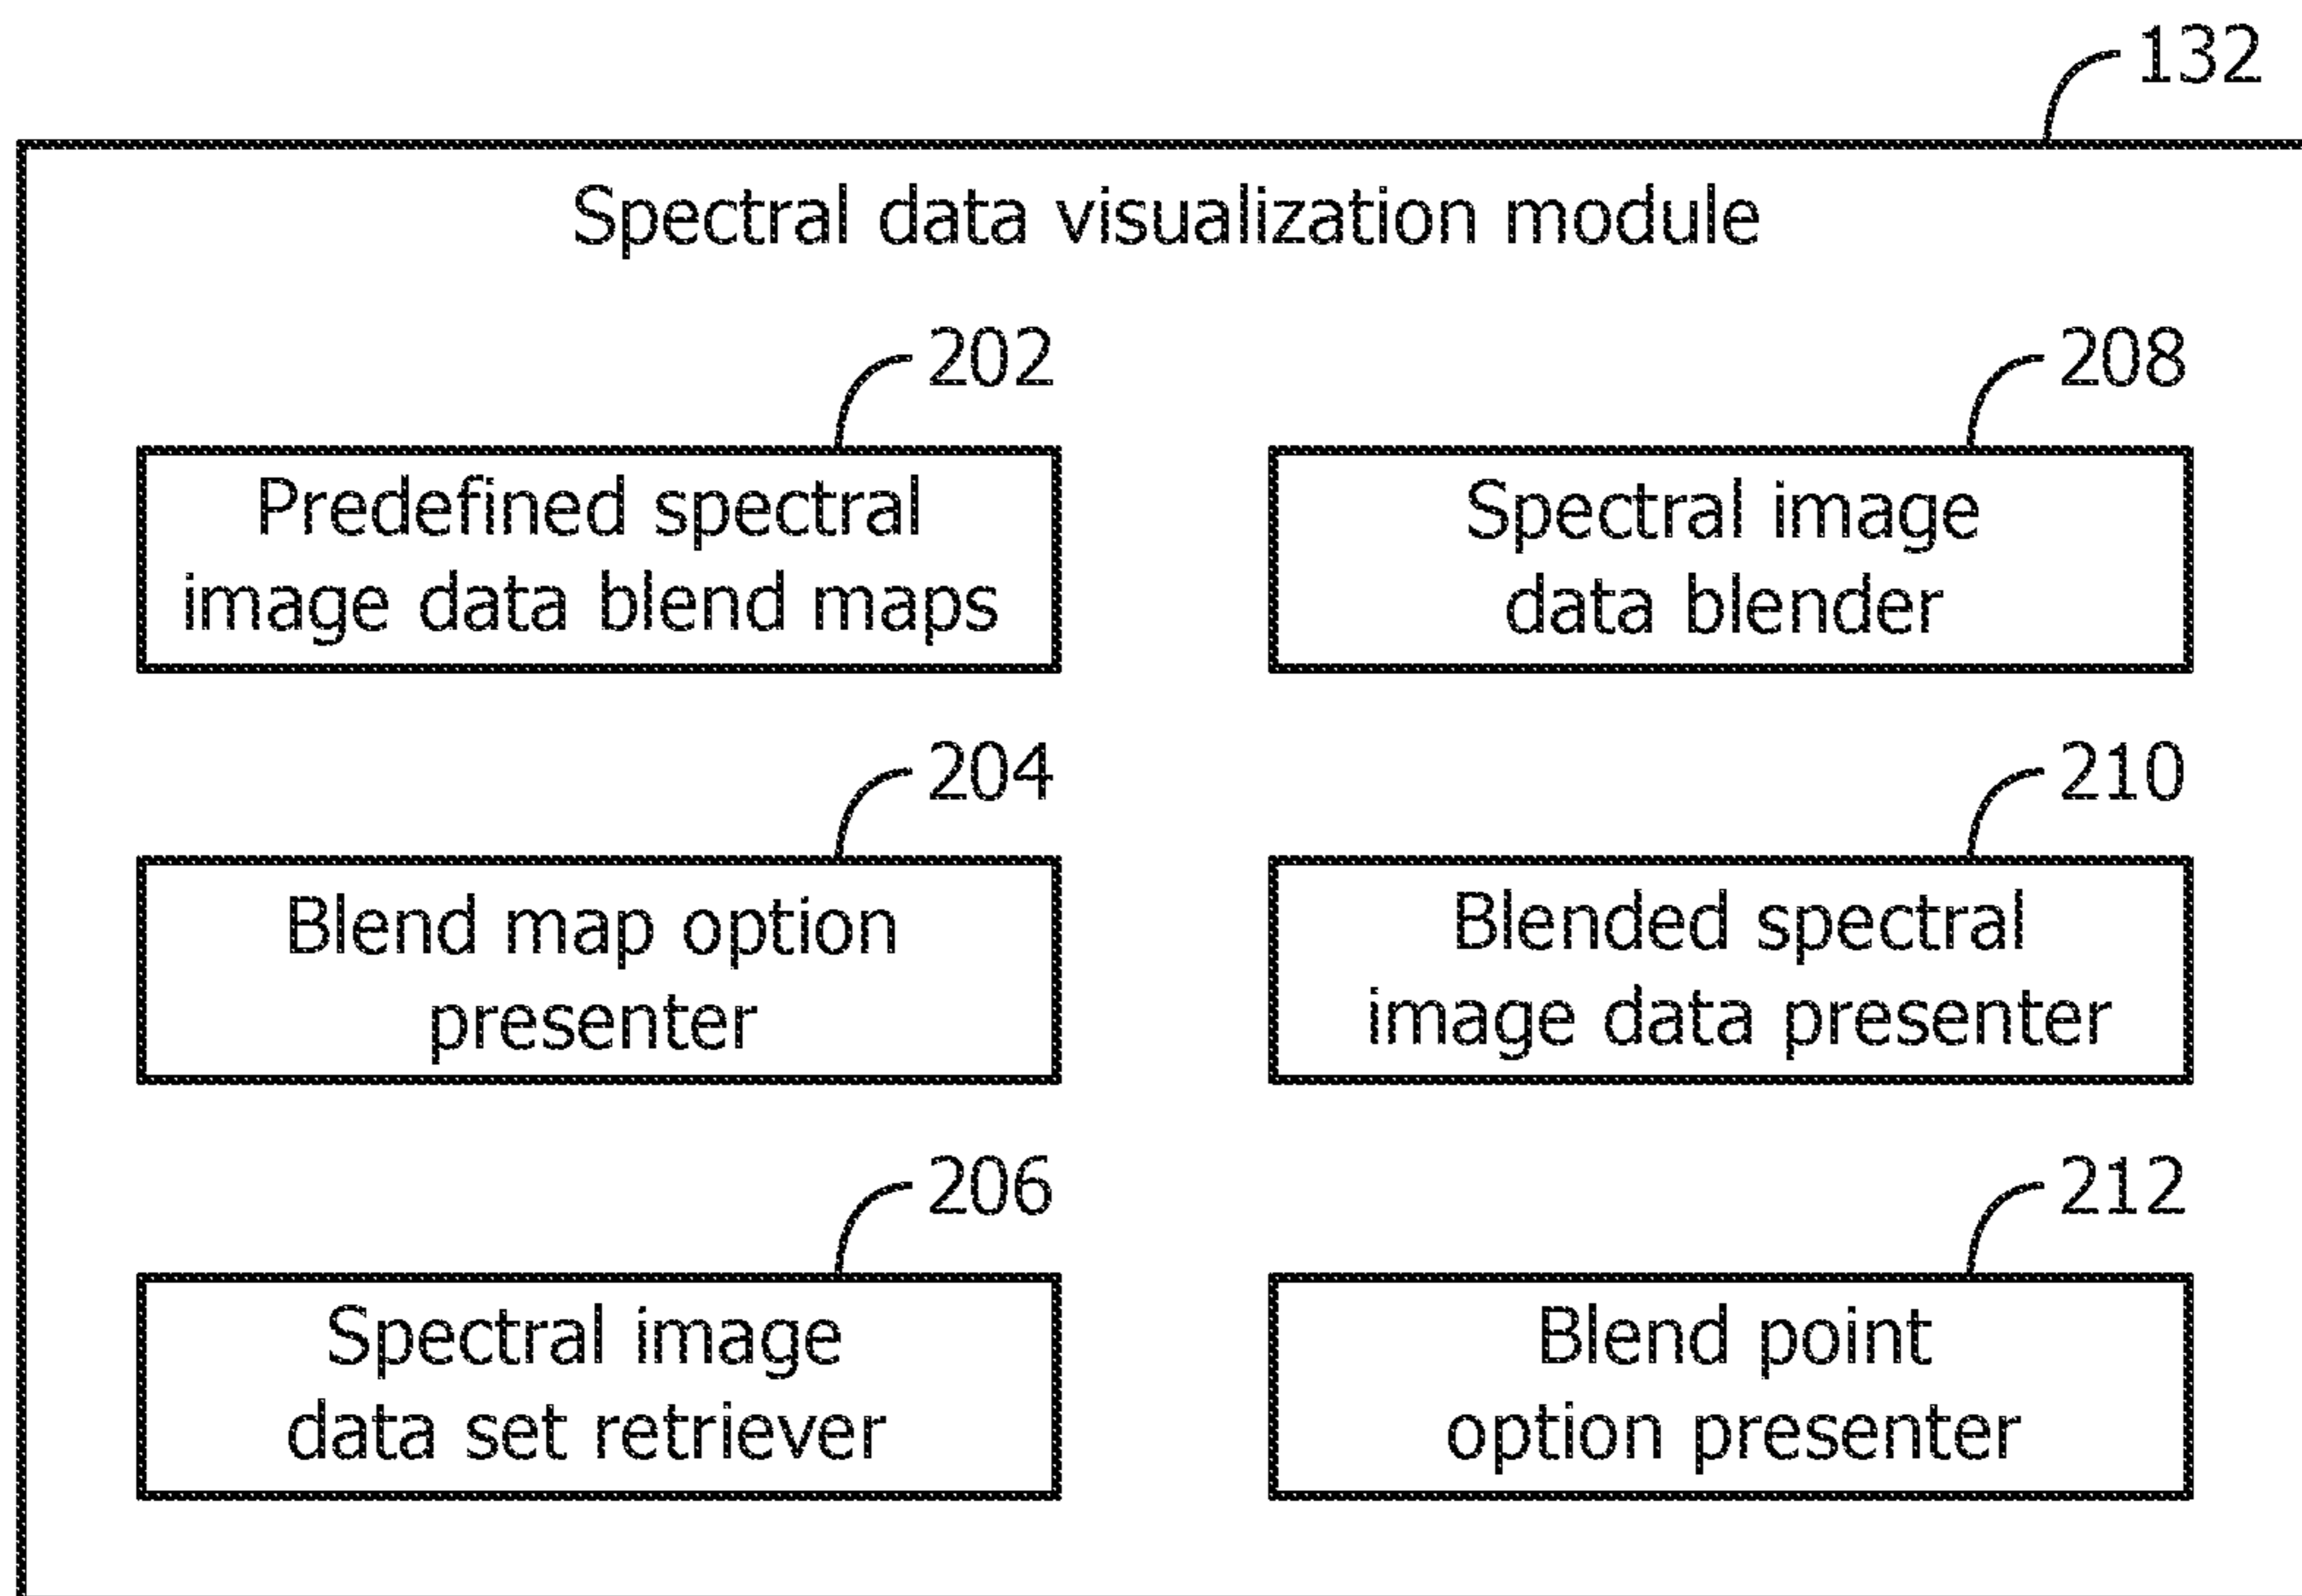 132
Spectral data visualization module
202
Predefined spectral
image data blend maps
208
Spectral image
data blender
204
Blend map option
presenter
210
Blended spectral
image data presenter
206
Spectral image
data set retriever
212
Blend point
option presenter